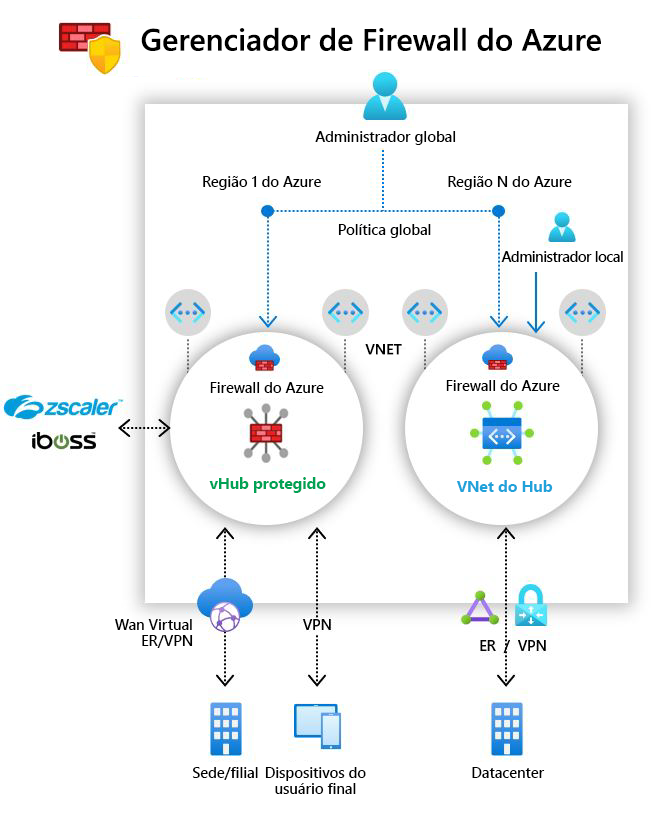 Gerenciador de Firewall do Azure
Administrador global
Região 1 do Azure
Região N do Azure
Política global
Administrador local
VNET
Firewall do Azure
Firewall do Azure
zscaler™
iboss
vHub protegido
VNet do Hub
Wan Virtual
ER/VPN
VPN
ER / VPN
Sede/filial
Dispositivos do
usuário final
Datacenter